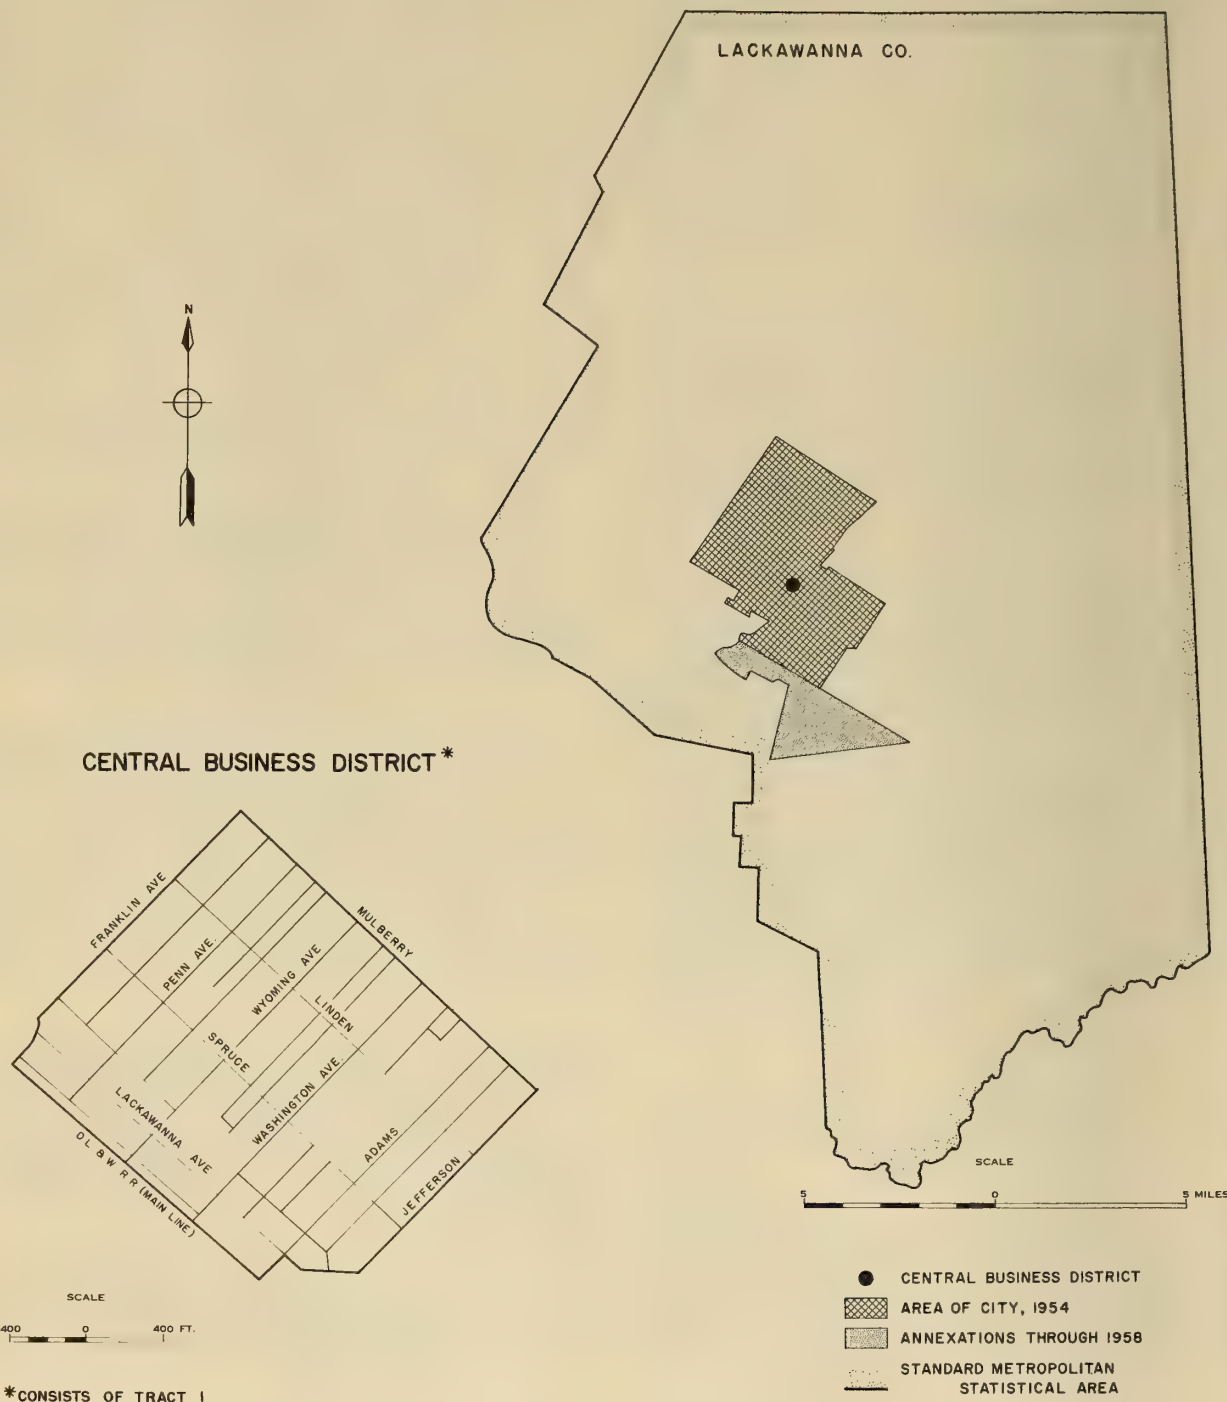 LACKAWANNA CO.
N
CENTRAL BUSINESS DISTRICT*
FRANKLIN AVE
PENN AVE.
WYOMING AVE
MULBERRY
LINDEN
SPRUCE
WASHINGTON AVE.
LACKAWANNA AVE
D L & W R R (MAIN LINE)
ADAMS
JEFFERSON
SCALE
400 0 400 FT.
*CONSISTS OF TRACT 1
SCALE
5 0 5 MILES
CENTRAL BUSINESS DISTRICT
AREA OF CITY, 1954
ANNEXATIONS THROUGH 1958
STANDARD METROPOLITAN
STATISTICAL AREA